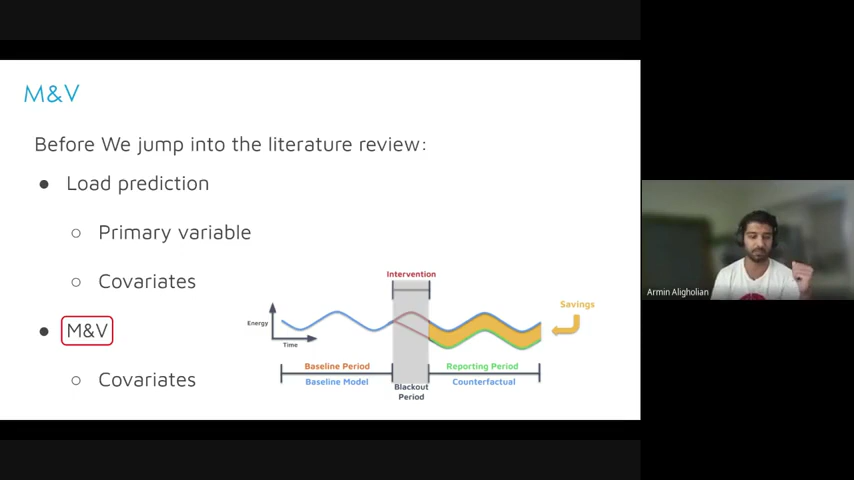 M&V
Before We jump into the literature review:
● Load prediction
○ Primary variable
○ Covariates
● M&V
○ Covariates
Intervention
Savings
Energy
Time
Baseline Period
Baseline Model
Blackout
Period
Reporting Period
Counterfactual
Armin Aligholian